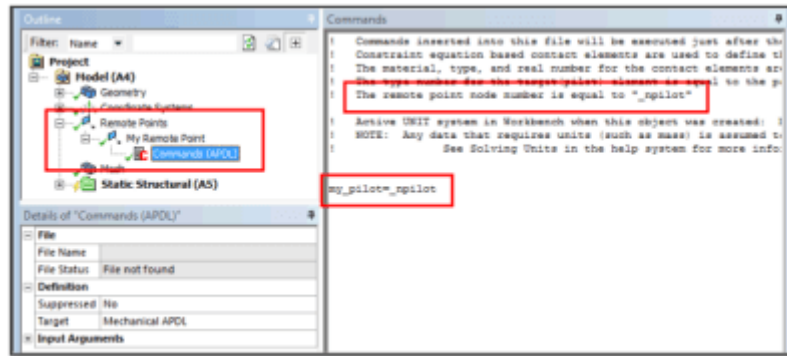 Outline
Filter: Name
Project
Model (A4)
Geometry
Coordinate Systems
Remote Points
My Remote Point
Commands (APDL)
Mesh
Static Structural (A5)
Details of "Commands (APDL)"
File
File Name
File Status File not found
Definition
Suppressed No
Target Mechanical APDL
Input Arguments
Commands
! Commands inserted into this file will be executed just after the
! Constraint equation based contact elements are used to define th
! The material, type, and real number for the contact elements are
! The type number for the target(pilot) element is equal to the p
! The remote point node number is equal to "_npilot"
! Active UNIT system in Workbench when this object was created:
! NOTE: Any data that requires units (such as mass) is assumed t
! See Solving Units in the help system for more info
my_pilot=_npilot